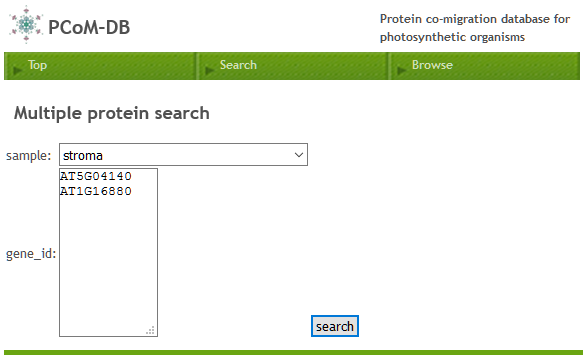 PCoM-DB
Protein co-migration database for
photosynthetic organisms
Top
Search
Browse
Multiple protein search
sample: stroma
AT5G04140
AT1G16880
gene_id:
search